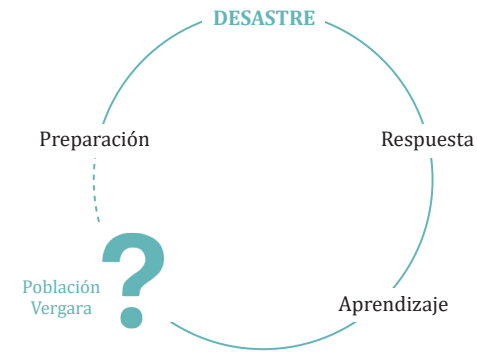 DESASTRE
Preparación
Respuesta
?
Población
Vergara
Aprendizaje